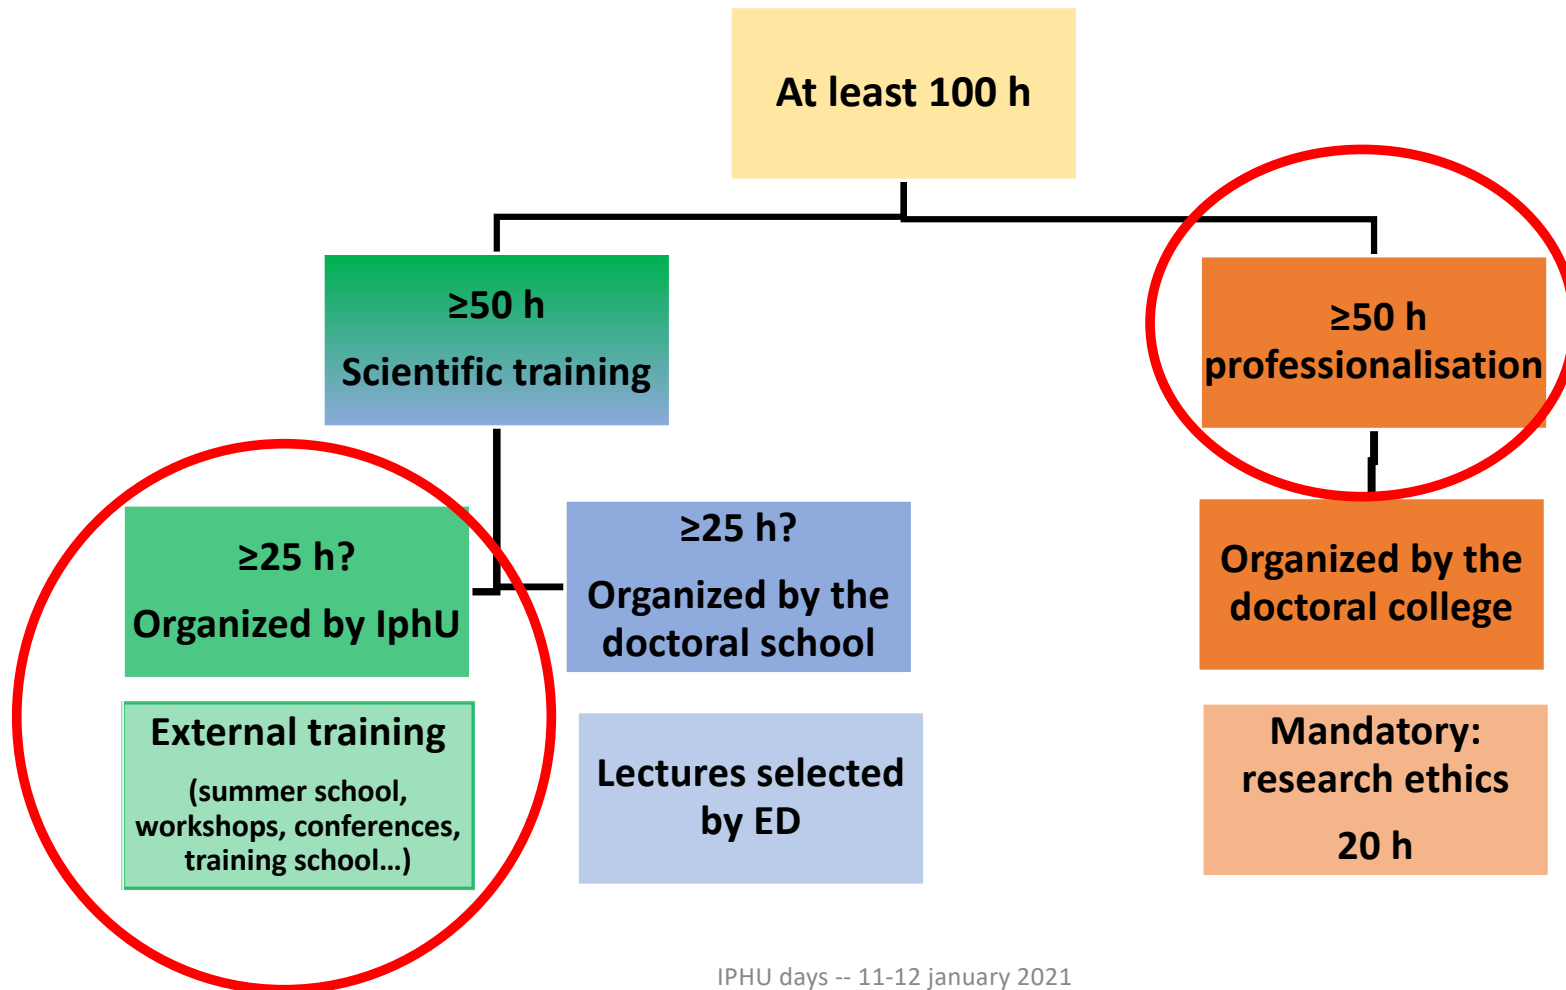 At least 100 h
≥50 h
Scientific training
≥50 h
professionalisation
≥25 h?
Organized by IphU
≥25 h?
Organized by the
doctoral school
Organized by the
doctoral college
External training
(summer school,
workshops, conferences,
training school…)
Lectures selected
by ED
Mandatory:
research ethics
20 h
IPHU days -- 11-12 january 2021